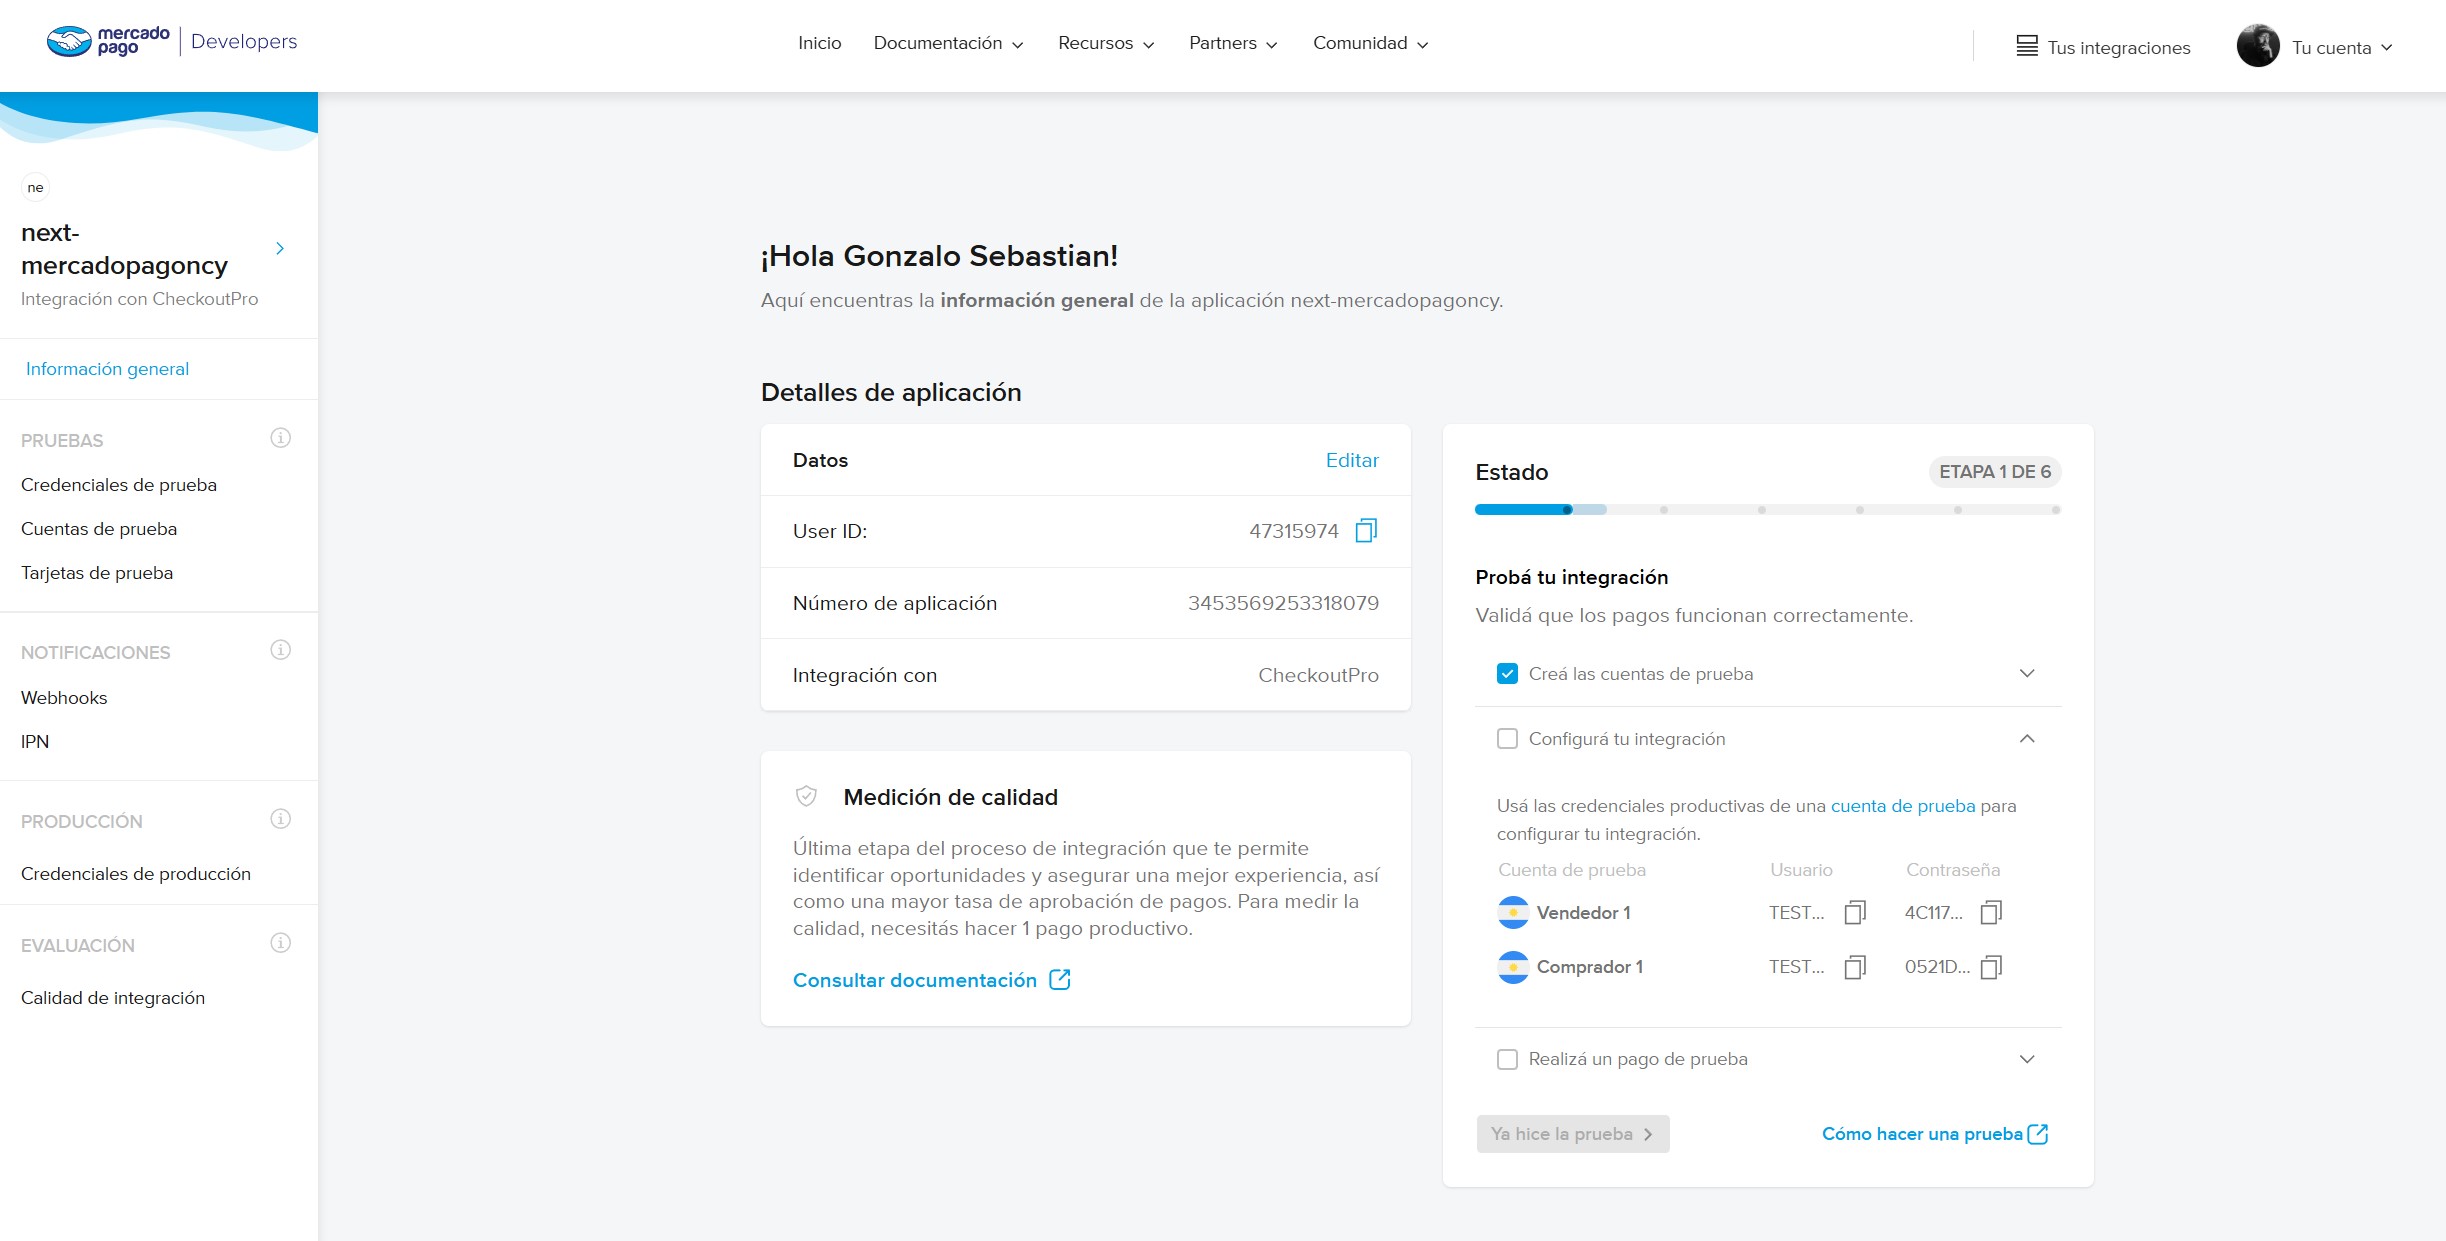 mercado pago | Developers
Inicio
Documentación
Recursos
Partners
Comunidad
Tus integraciones
Tu cuenta
ne
next-
mercadopagoncy
Integración con CheckoutPro
Información general
PRUEBAS
Credenciales de prueba
Cuentas de prueba
Tarjetas de prueba
NOTIFICACIONES
Webhooks
IPN
PRODUCCIÓN
Credenciales de producción
EVALUACIÓN
Calidad de integración
¡Hola Gonzalo Sebastian!
Aquí encuentras la información general de la aplicación next-mercadopagoncy.
Detalles de aplicación
Datos
Editar
User ID:
47315974
Número de aplicación
3453569253318079
Integración con
CheckoutPro
Medición de calidad
Última etapa del proceso de integración que te permite
identificar oportunidades y asegurar una mejor experiencia, así
como una mayor tasa de aprobación de pagos. Para medir la
calidad, necesitás hacer 1 pago productivo.
Consultar documentación
Estado
ETAPA 1 DE 6
Probá tu integración
Validá que los pagos funcionan correctamente.
Creá las cuentas de prueba
Configurá tu integración
Usá las credenciales productivas de una cuenta de prueba para
configurar tu integración.
Cuenta de prueba Usuario Contraseña
Vendedor 1 TEST... 4C117...
Comprador 1 TEST... 0521D...
Realizá un pago de prueba
Ya hice la prueba
Cómo hacer una prueba